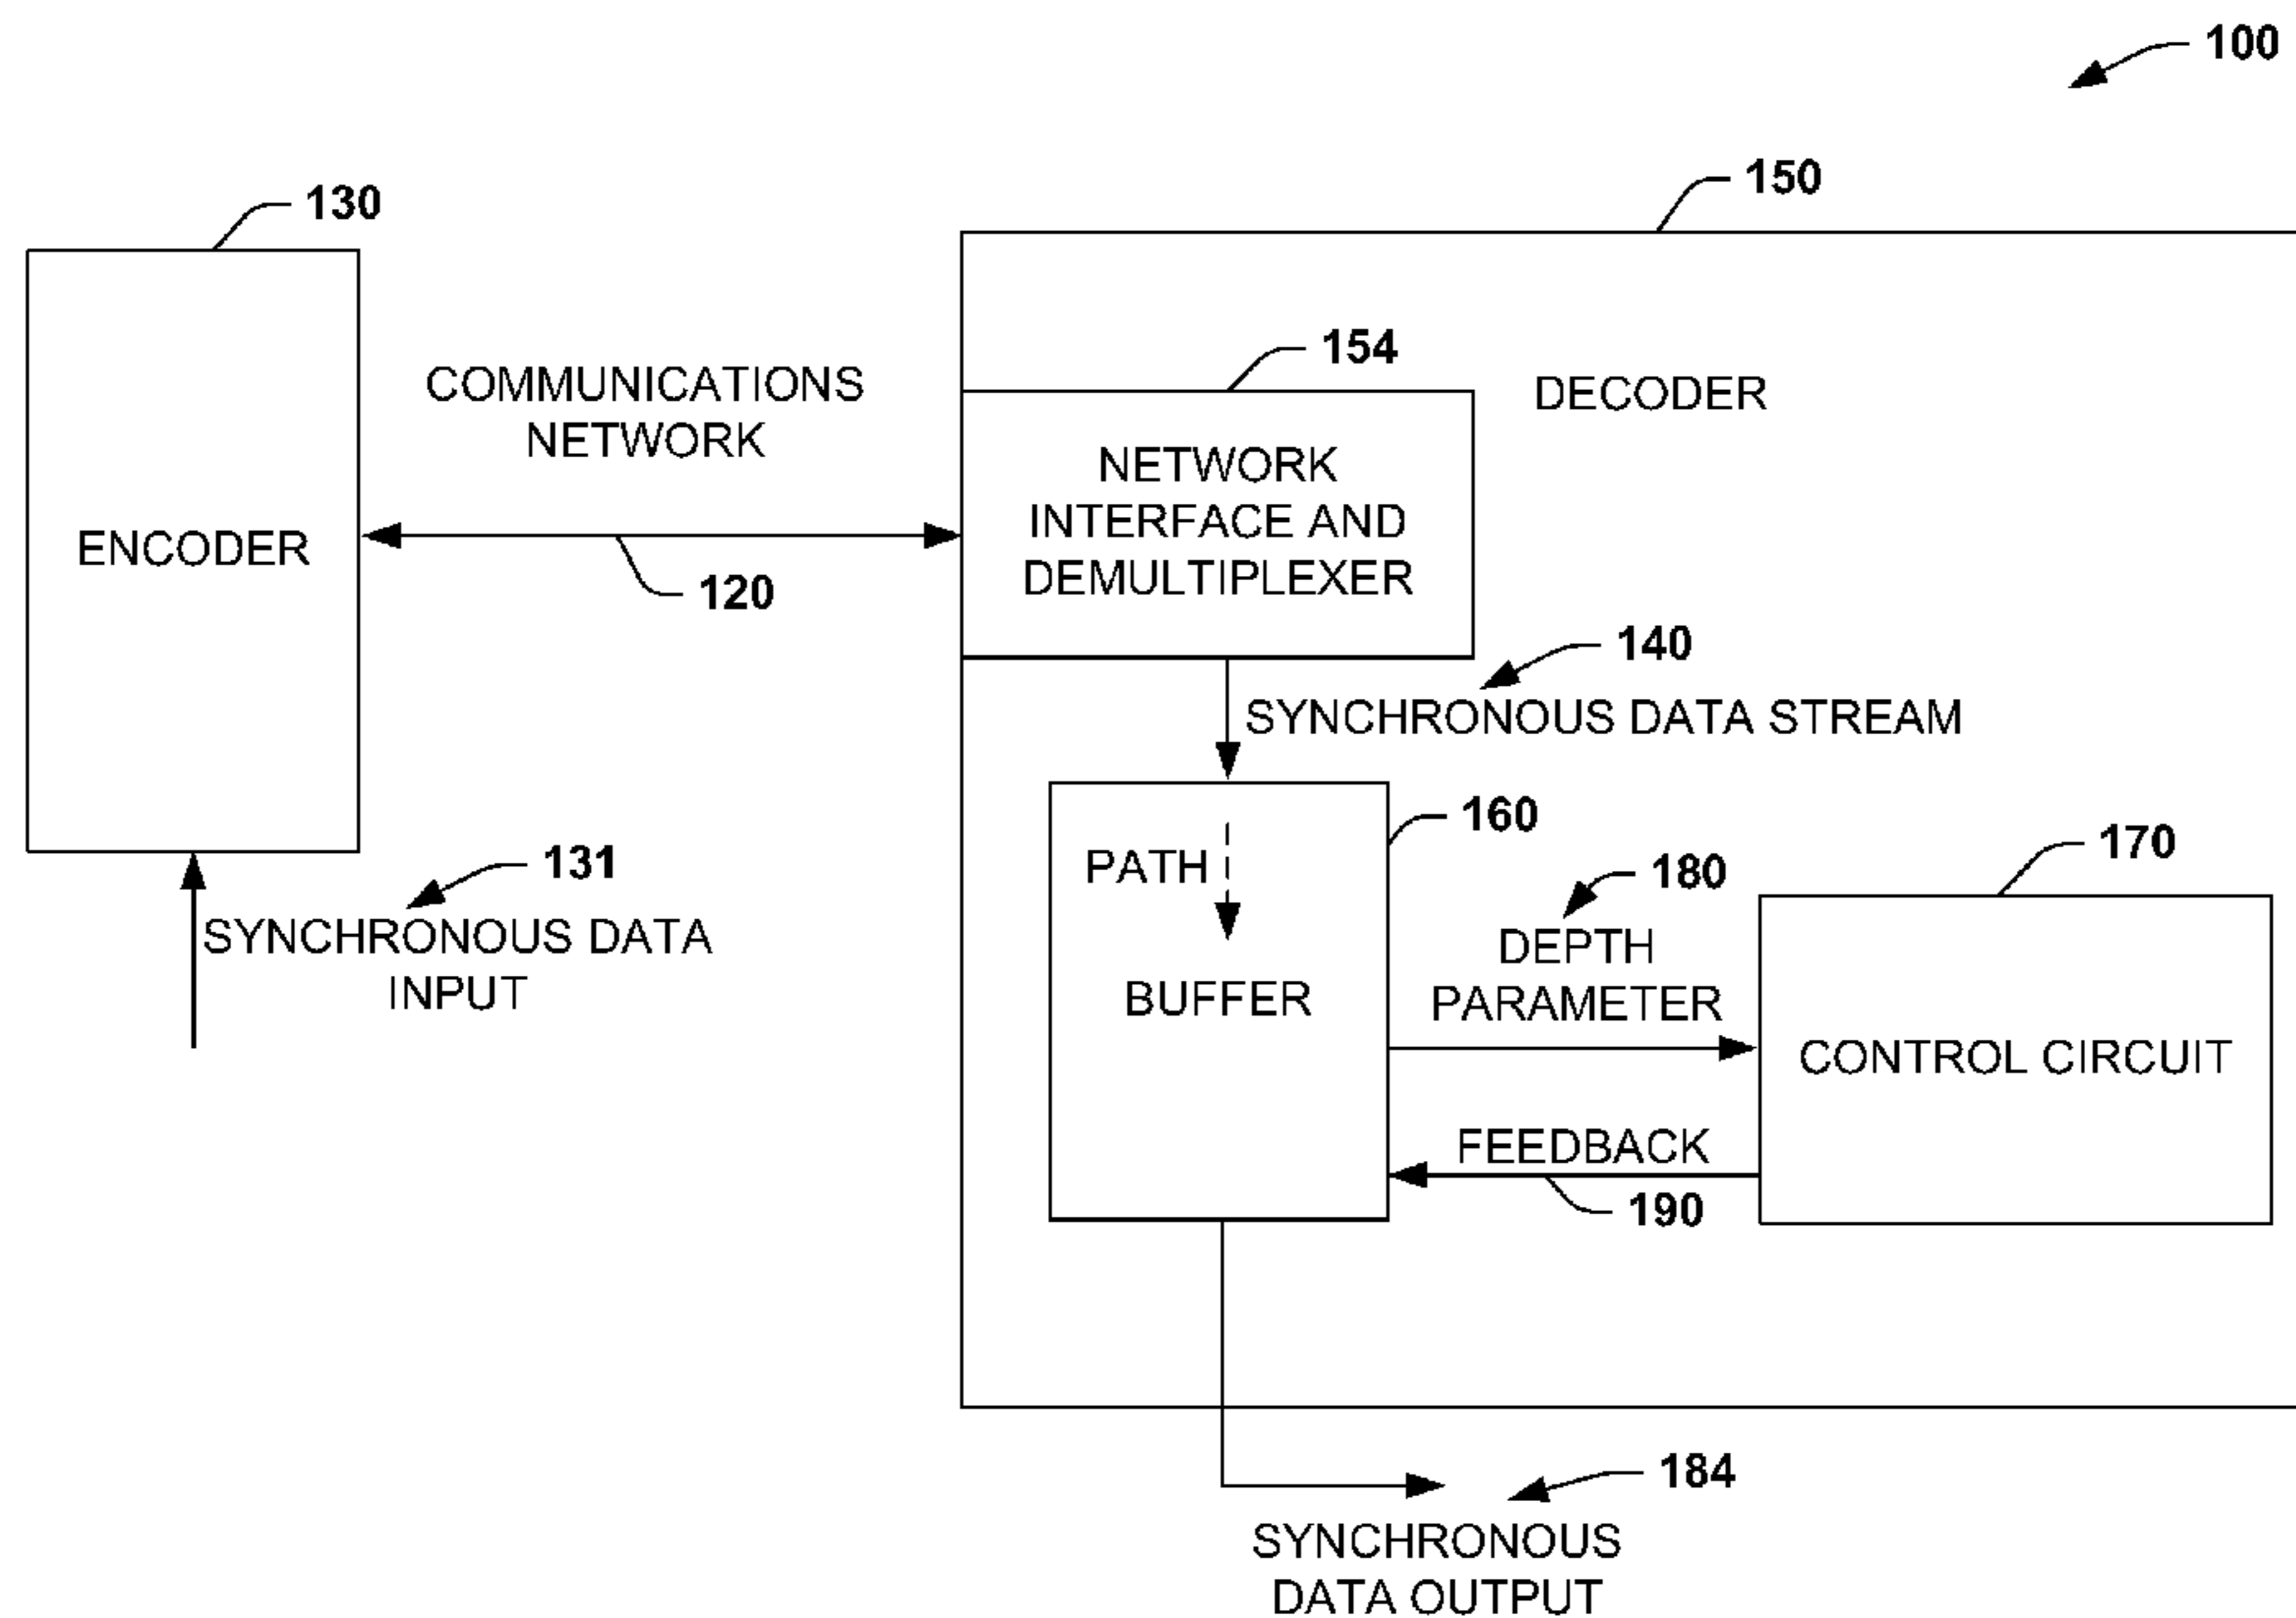 100
150
130
154
COMMUNICATIONS
NETWORK
DECODER
NETWORK
INTERFACE AND
DEMULTIPLEXER
ENCODER
120
140
SYNCHRONOUS DATA STREAM
160
PATH
BUFFER
131
SYNCHRONOUS DATA
INPUT
180
DEPTH
PARAMETER
170
CONTROL CIRCUIT
FEEDBACK
190
184
SYNCHRONOUS
DATA OUTPUT